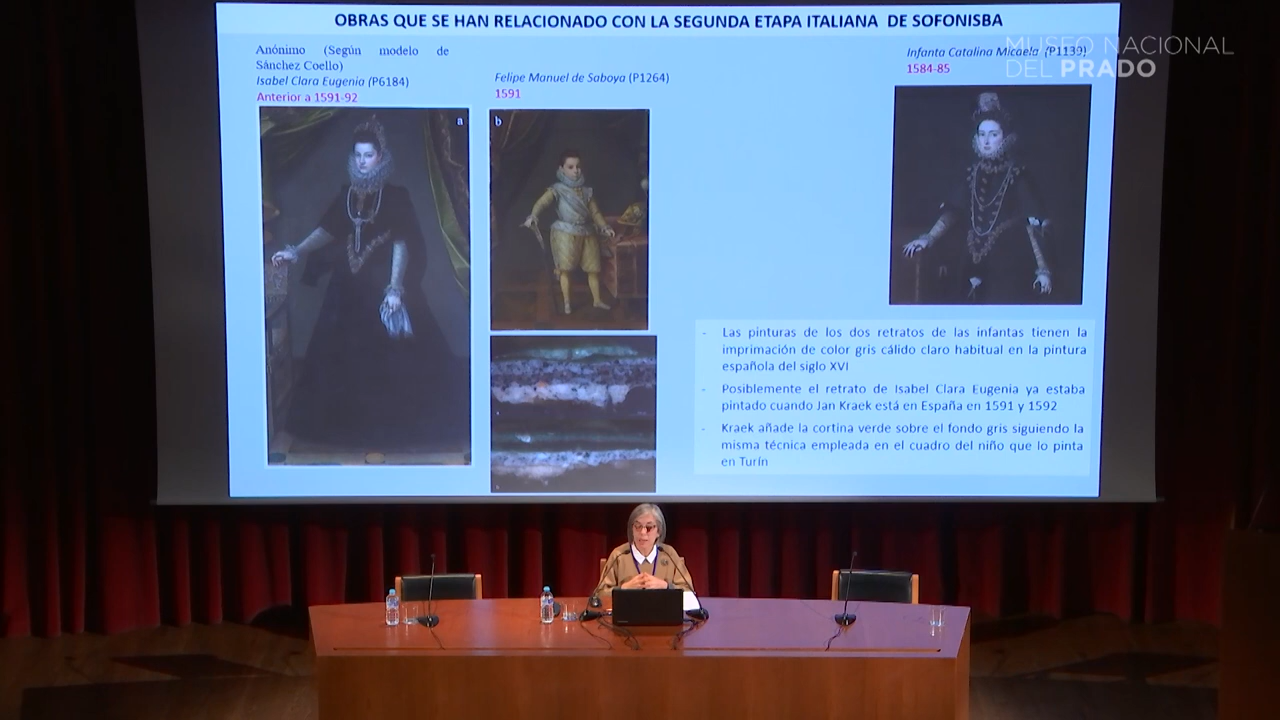 OBRAS QUE SE HAN RELACIONADO CON LA SEGUNDA ETAPA ITALIANA DE SOFONISBA
MUSEO NACIONAL
DEL PRADO
Anónimo (Según modelo de
Sánchez Coello)
Isabel Clara Eugenia (P6184)
Anterior a 1591-92
a
Felipe Manuel de Saboya (P1264)
1591
b
Infanta Catalina Micaela (P1139)
1584-85
- Las pinturas de los dos retratos de las infantas tienen la
imprimación de color gris cálido claro habitual en la pintura
española del siglo XVI
- Posiblemente el retrato de Isabel Clara Eugenia ya estaba
pintado cuando Jan Kraek está en España en 1591 y 1592
- Kraek añade la cortina verde sobre el fondo gris siguiendo la
misma técnica empleada en el cuadro del niño que lo pinta
en Turín